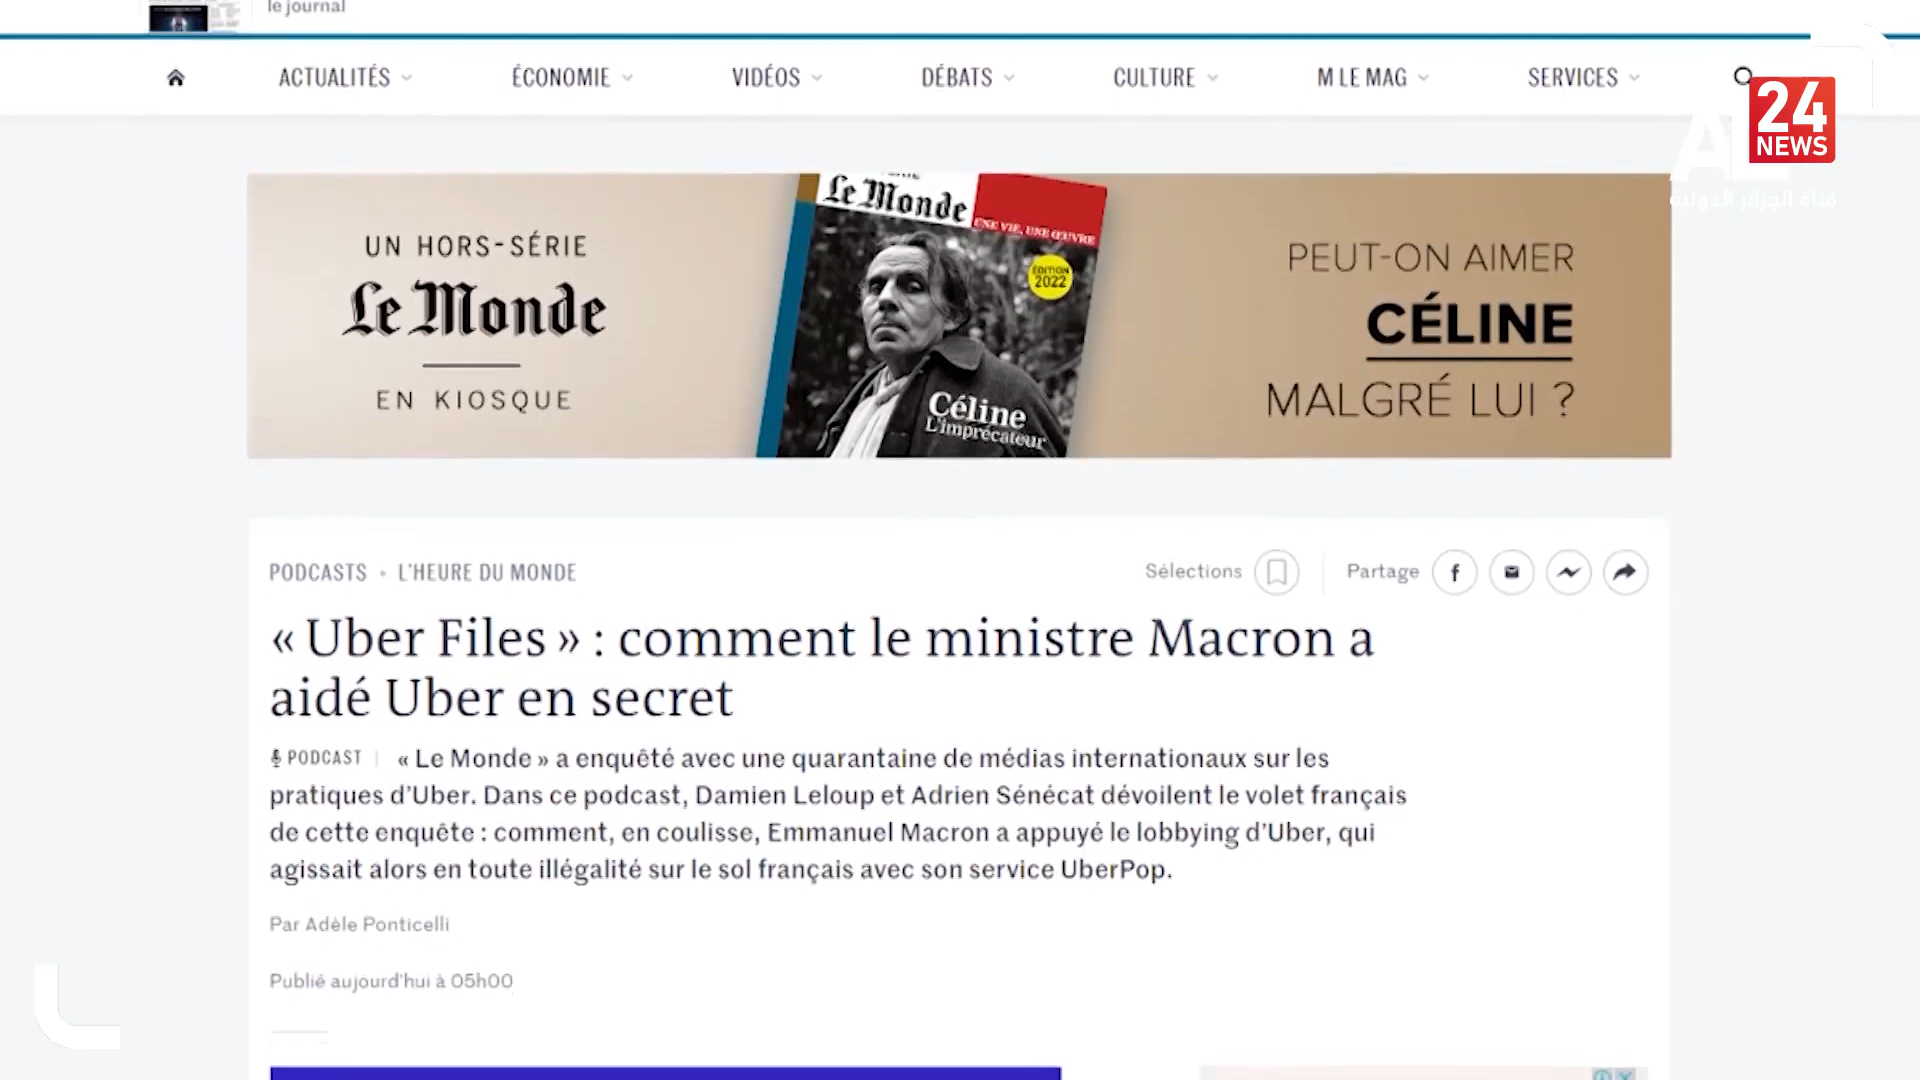 le journal
ACTUALITÉS
ÉCONOMIE
VIDÉOS
DÉBATS
CULTURE
M LE MAG
SERVICES
AL
24
NEWS
قناة الجزائر الدولية
UN HORS-SÉRIE
Le Monde
EN KIOSQUE
Le Monde
UNE VIE, UNE ŒUVRE
ÉDITION
2022
Céline
L'imprécateur
PEUT-ON AIMER
CÉLINE
MALGRÉ LUI ?
PODCASTS • L'HEURE DU MONDE
Sélections
Partage
« Uber Files » : comment le ministre Macron a
aidé Uber en secret
PODCAST | « Le Monde » a enquêté avec une quarantaine de médias internationaux sur les
pratiques d'Uber. Dans ce podcast, Damien Leloup et Adrien Sénécat dévoilent le volet français
de cette enquête : comment, en coulisse, Emmanuel Macron a appuyé le lobbying d'Uber, qui
agissait alors en toute illégalité sur le sol français avec son service UberPop.
Par Adèle Ponticelli
Publié aujourd'hui à 05h00